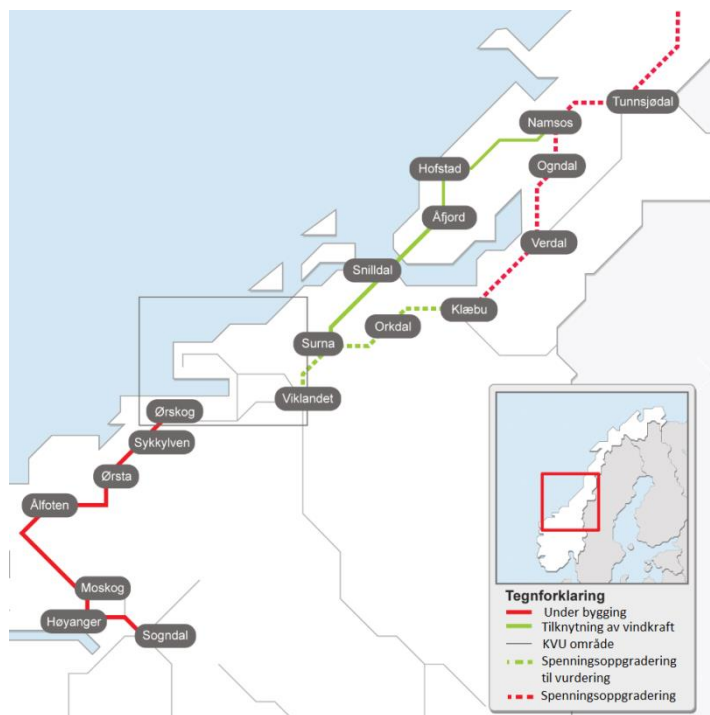 Tunnsjødal
Namsos
Ogndal
Hofstad
Åfjord
Verdal
Snilldal
Klæbu
Orkdal
Surna
Viklandet
Ørskog
Sykkylven
Ørsta
Ålfoten
Moskog
Høyanger
Sogndal
Tegnforklaring
Under bygging
Tilknytning av vindkraft
KVU område
Spenningsoppgradering
til vurdering
Spenningsoppgradering